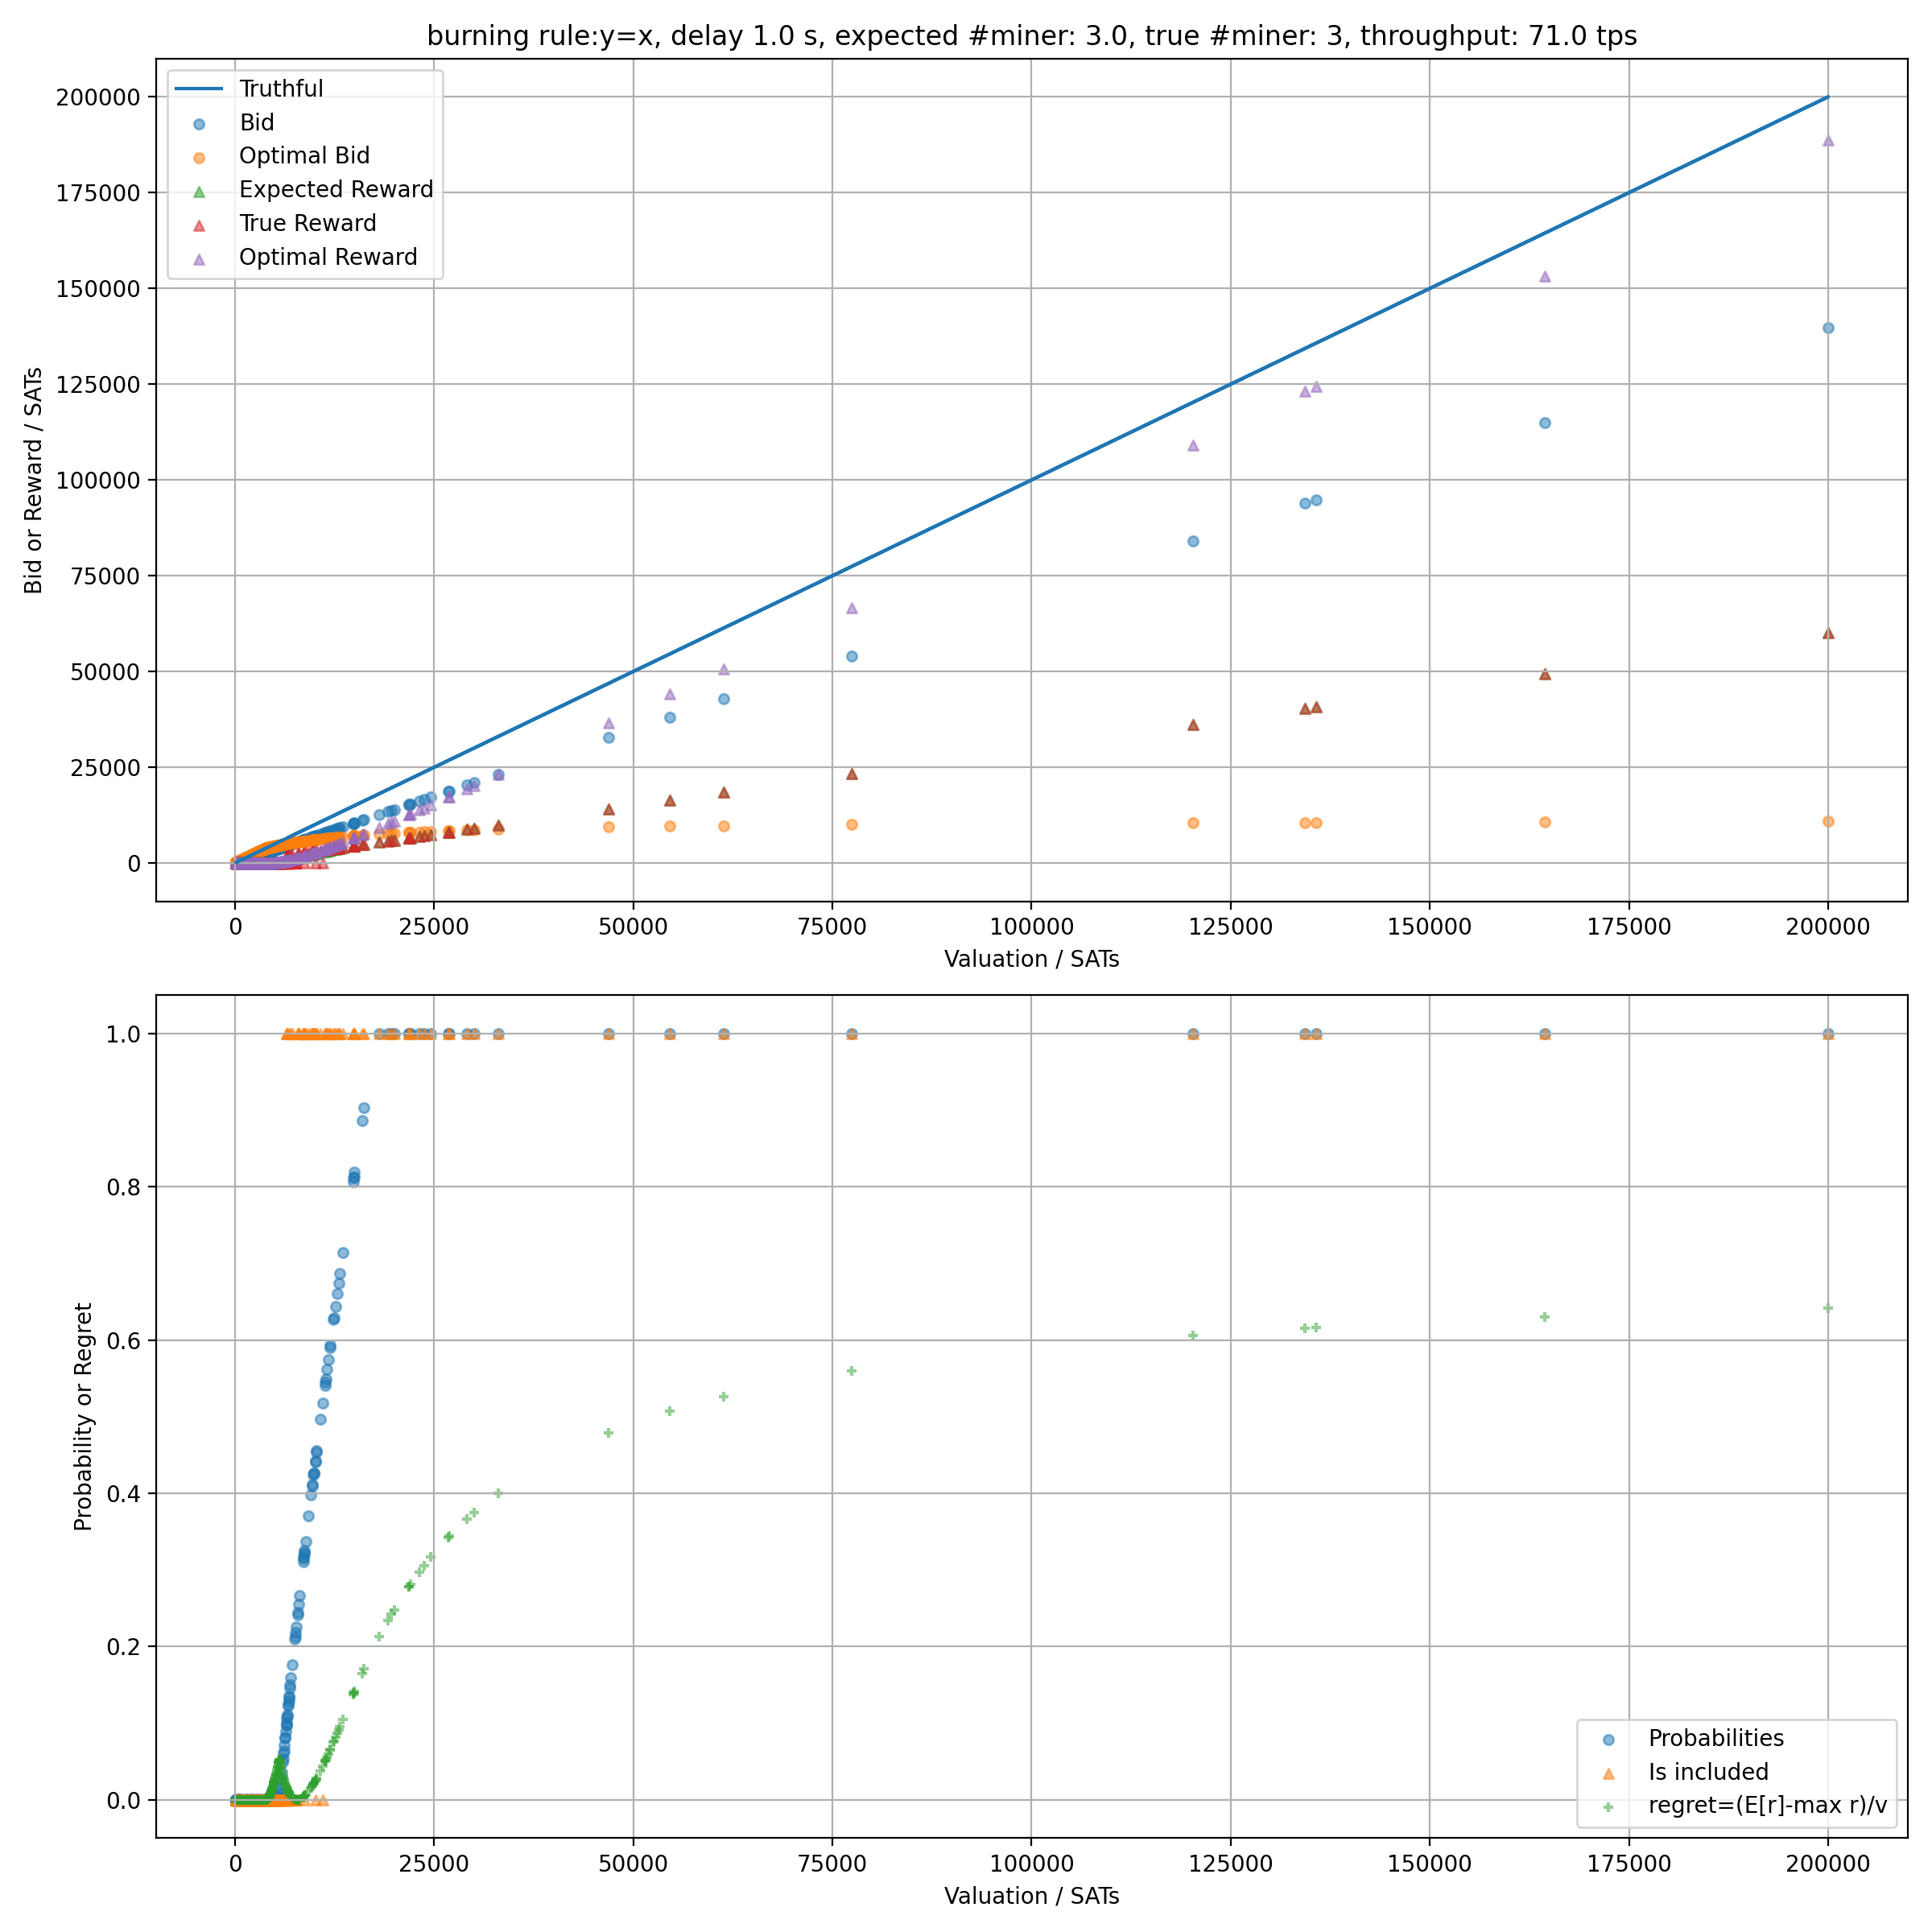 burning rule:y=x, delay 1.0 s, expected #miner: 3.0, true #miner: 3, throughput: 71.0 tps
Truthful
Bid
Optimal Bid
Expected Reward
True Reward
Optimal Reward
200000
175000
150000
125000
100000
75000
50000
25000
0
Bid or Reward / SATs
0 25000 50000 75000 100000 125000 150000 175000 200000
Valuation / SATs
1.0
0.8
0.6
0.4
0.2
0.0
Probability or Regret
Probabilities
Is included
regret=(E[r]-max r)/v
0 25000 50000 75000 100000 125000 150000 175000 200000
Valuation / SATs